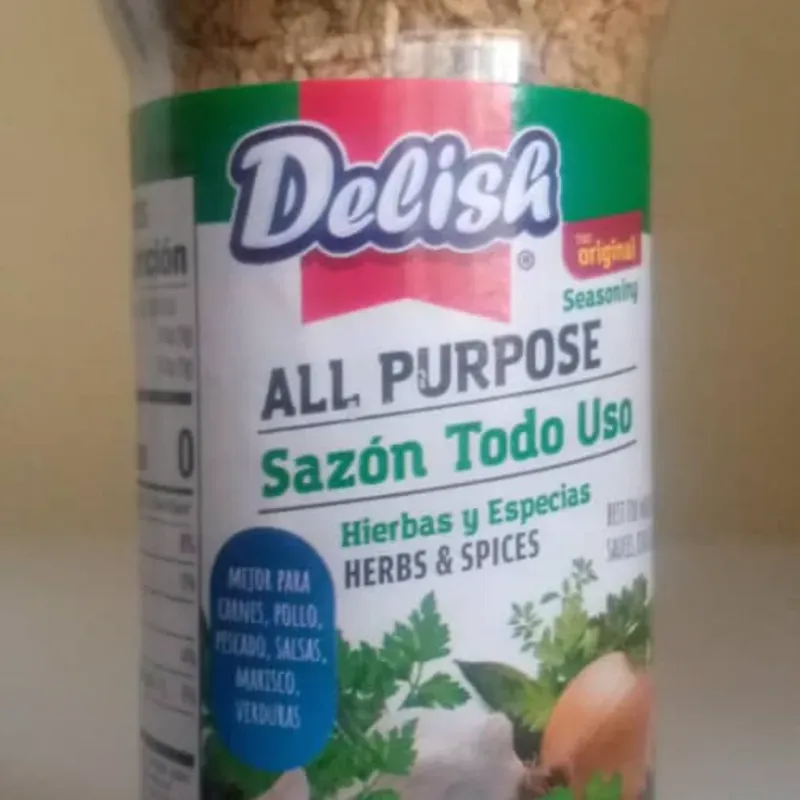 Delish
®
The
original
Seasoning
ALL PURPOSE
Sazón Todo Uso
Hierbas y Especias
HERBS & SPICES
MEJOR PARA
CARNES, POLLO,
PESCADO, SALSAS,
MARISCO,
VERDURAS
0